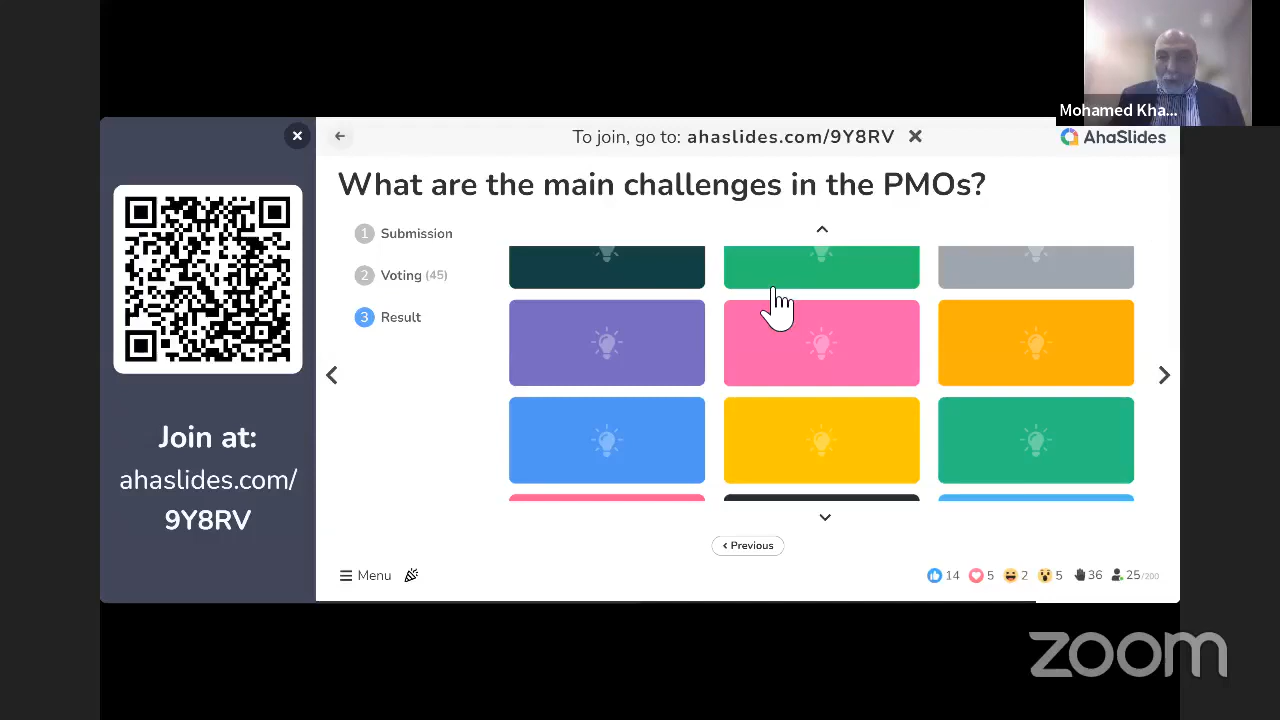 Mohamed Kha...
To join, go to: ahaslides.com/9Y8RV
AhaSlides
What are the main challenges in the PMOs?
1 Submission
2 Voting (45)
3 Result
Join at:
ahaslides.com/
9Y8RV
Previous
Menu
14 5 2 5 36 25/200
zoom